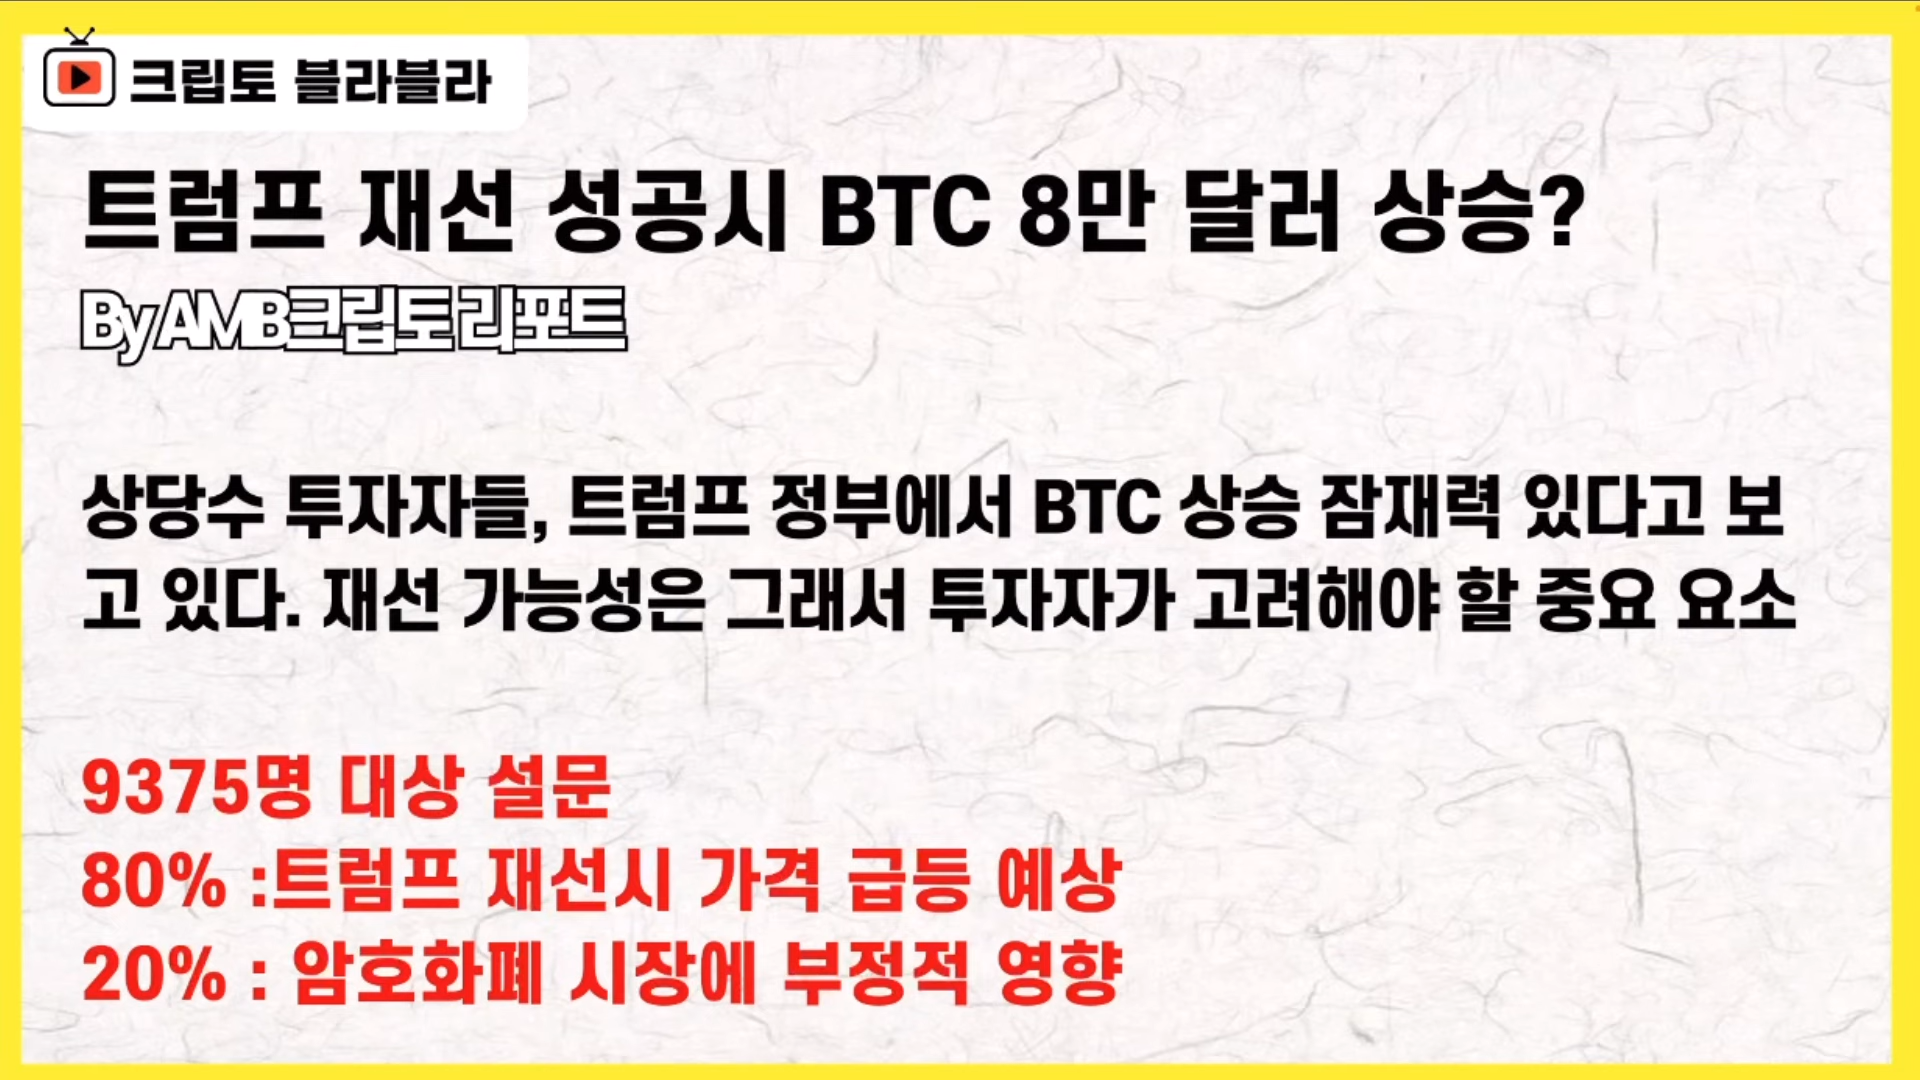 크립토 블라블라
트럼프 재선 성공시 BTC 8만 달러 상승?
By AMB크립토 리포트
상당수 투자자들, 트럼프 정부에서 BTC 상승 잠재력 있다고 보
고 있다. 재선 가능성은 그래서 투자자가 고려해야 할 중요 요소
9375명 대상 설문
80% :트럼프 재선시 가격 급등 예상
20% : 암호화폐 시장에 부정적 영향